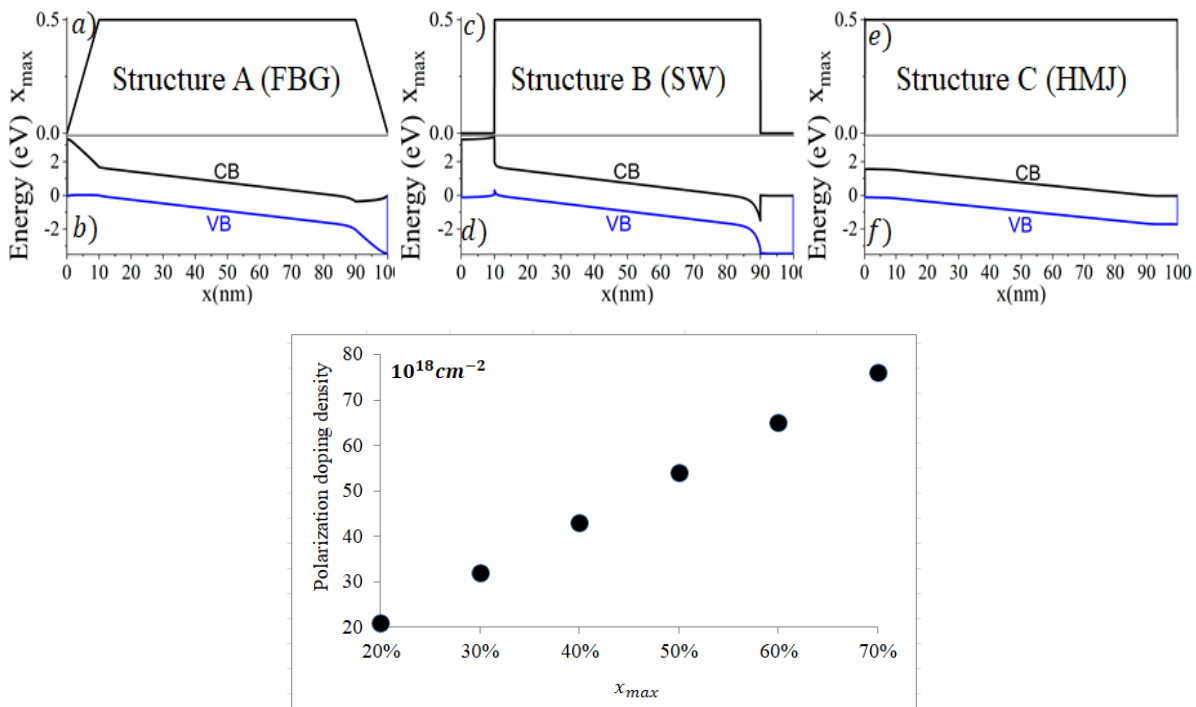 a)
0.5
Structure A (FBG)
0.0
x_max
Energy (eV)
2
0
-2
CB
VB
b)
0 10 20 30 40 50 60 70 80 90 100
x(nm)
c)
0.5
Structure B (SW)
0.0
x_max
Energy (eV)
2
0
-2
CB
VB
d)
0 10 20 30 40 50 60 70 80 90 100
x(nm)
e)
0.5
Structure C (HMJ)
0.0
x_max
Energy (eV)
2
0
-2
CB
VB
f)
0 10 20 30 40 50 60 70 80 90 100
x(nm)
10^18 cm^−2
Polarization doping density
80
70
60
50
40
30
20
20% 30% 40% 50% 60% 70%
x_max